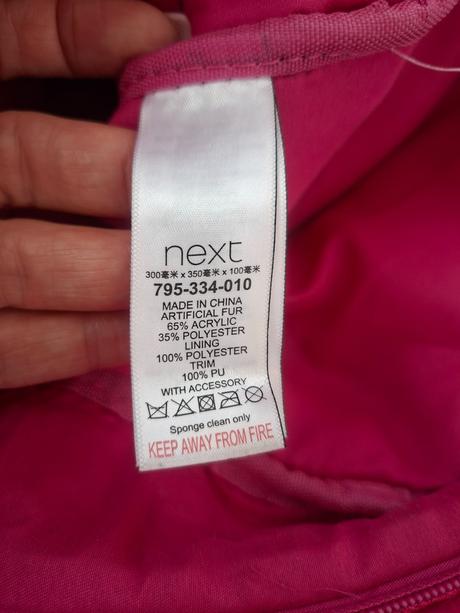 next
300毫米 x 350毫米 x 100毫米
795-334-010
MADE IN CHINA
ARTIFICIAL FUR
65% ACRYLIC
35% POLYESTER
LINING
100% POLYESTER
TRIM
100% PU
WITH ACCESSORY
Sponge clean only
KEEP AWAY FROM FIRE